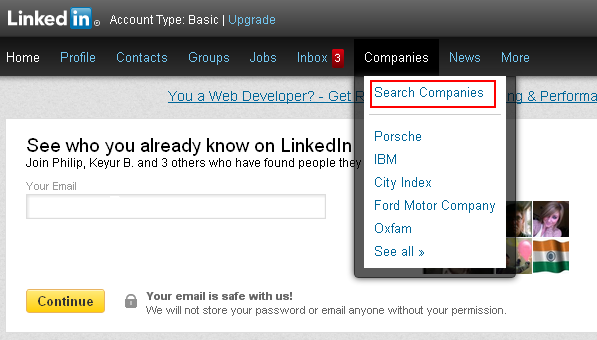 Linked in® Account Type: Basic | Upgrade
Home Profile Contacts Groups Jobs Inbox 3 Companies News More
You a Web Developer? - Get R
ng & Performa
Search Companies
See who you already know on LinkedIn
Join Philip, Keyur B. and 3 others who have found people they
Your Email
Porsche
IBM
City Index
Ford Motor Company
Oxfam
See all »
Continue
Your email is safe with us!
We will not store your password or email anyone without your permission.